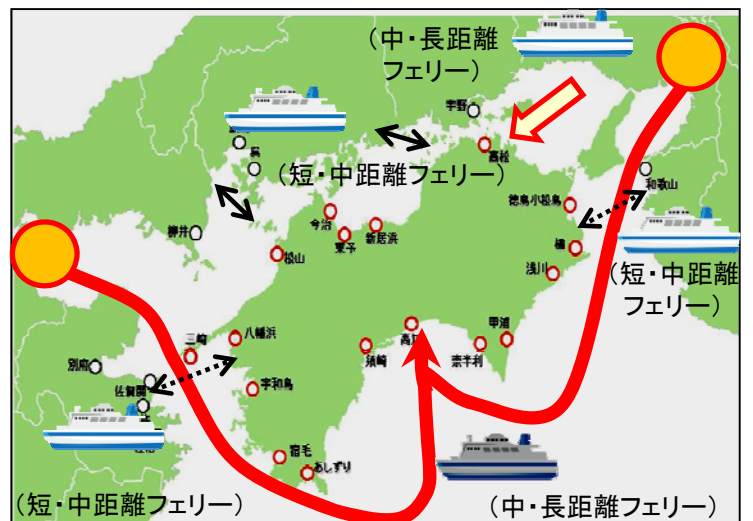 (中・長距離
フェリー)
宇野
高松
呉
(短・中距離フェリー)
和歌山
徳島小松島
今治
新居浜
東予
柳井
松山
橘
浅川
(短・中距離
フェリー)
八幡浜
三崎
高知
甲浦
須崎
奈半利
別府
佐賀関
宇和島
宿毛
あしずり
(短・中距離フェリー)
(中・長距離フェリー)